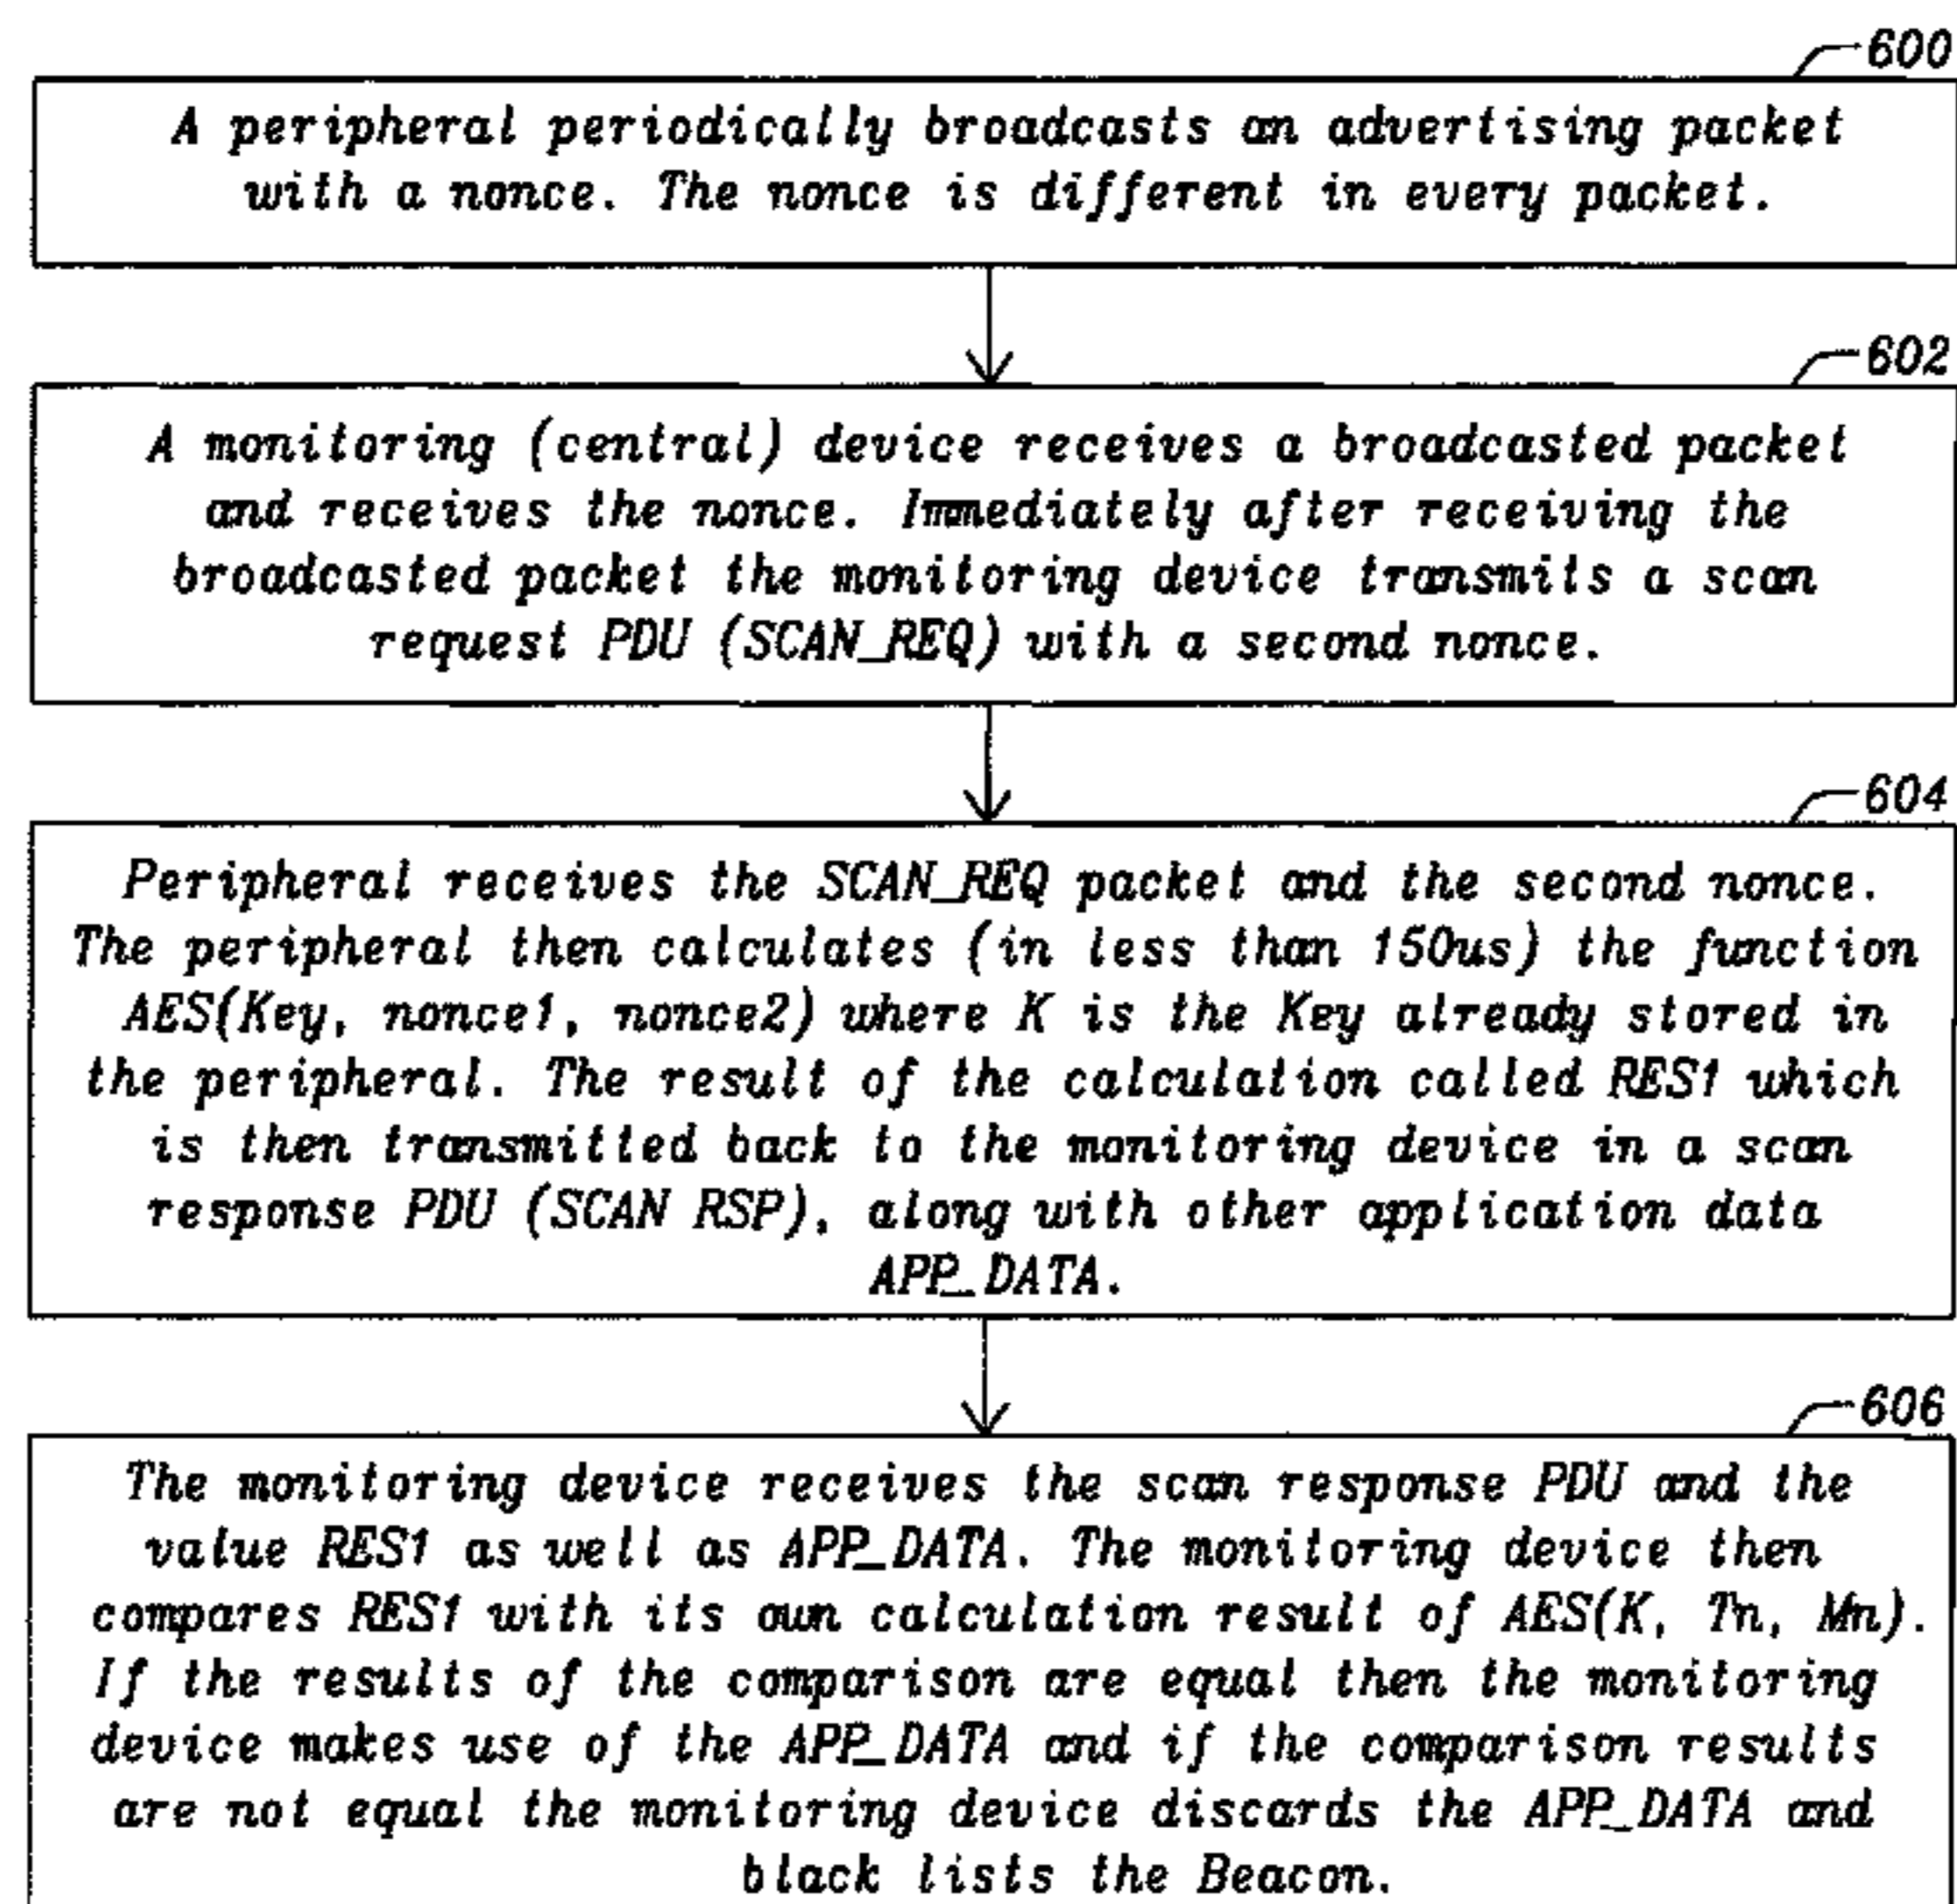 600
A peripheral periodically broadcasts an advertising packet
with a nonce. The nonce is different in every packet.
602
A monitoring (central) device receives a broadcasted packet
and receives the nonce. Immediately after receiving the
broadcasted packet the monitoring device transmits a scan
request PDU (SCAN_REQ) with a second nonce.
604
Peripheral receives the SCAN_REQ packet and the second nonce.
The peripheral then calculates (in less than 150us) the function
AES(Key, nonce1, nonce2) where K is the Key already stored in
the peripheral. The result of the calculation called RES1 which
is then transmitted back to the monitoring device in a scan
response PDU (SCAN RSP), along with other application data
APP_DATA.
606
The monitoring device receives the scan response PDU and the
value RES1 as well as APP_DATA. The monitoring device then
compares RES1 with its own calculation result of AES(K, Tn, Mn).
If the results of the comparison are equal then the monitoring
device makes use of the APP_DATA and if the comparison results
are not equal the monitoring device discards the APP_DATA and
black lists the Beacon.